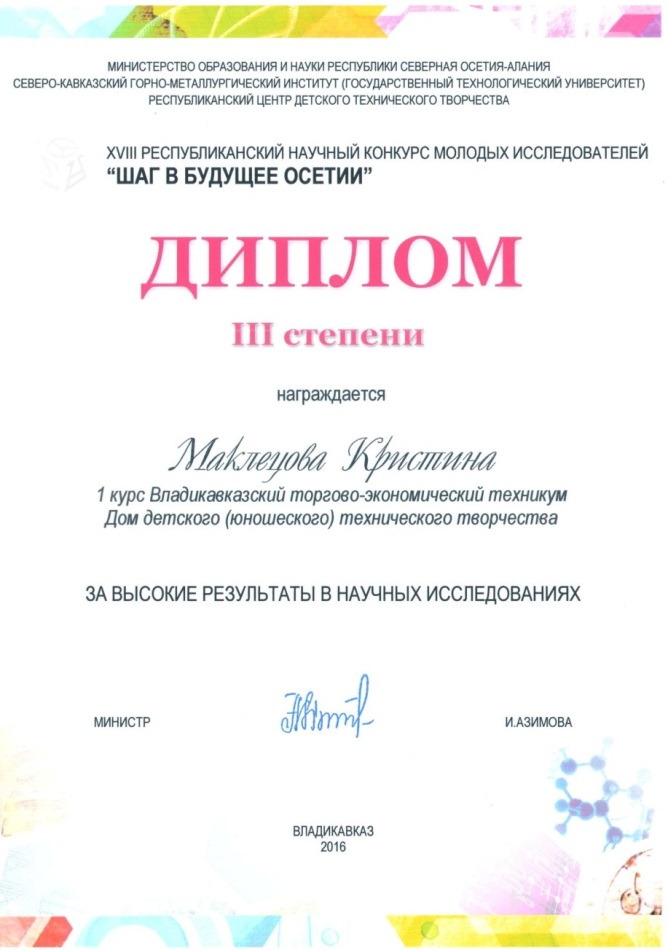 МИНИСТЕРСТВО ОБРАЗОВАНИЯ И НАУКИ РЕСПУБЛИКИ СЕВЕРНАЯ ОСЕТИЯ-АЛАНИЯ
СЕВЕРО-КАВКАЗСКИЙ ГОРНО-МЕТАЛЛУРГИЧЕСКИЙ ИНСТИТУТ (ГОСУДАРСТВЕННЫЙ ТЕХНОЛОГИЧЕСКИЙ УНИВЕРСИТЕТ)
РЕСПУБЛИКАНСКИЙ ЦЕНТР ДЕТСКОГО ТЕХНИЧЕСКОГО ТВОРЧЕСТВА
XVIII РЕСПУБЛИКАНСКИЙ НАУЧНЫЙ КОНКУРС МОЛОДЫХ ИССЛЕДОВАТЕЛЕЙ
“ШАГ В БУДУЩЕЕ ОСЕТИИ”
ДИПЛОМ
III степени
награждается
Маклецова Кристина
1 курс Владикавказский торгово-экономический техникум
Дом детского (юношеского) технического творчества
ЗА ВЫСОКИЕ РЕЗУЛЬТАТЫ В НАУЧНЫХ ИССЛЕДОВАНИЯХ
МИНИСТР И.АЗИМОВА
ВЛАДИКАВКАЗ
2016